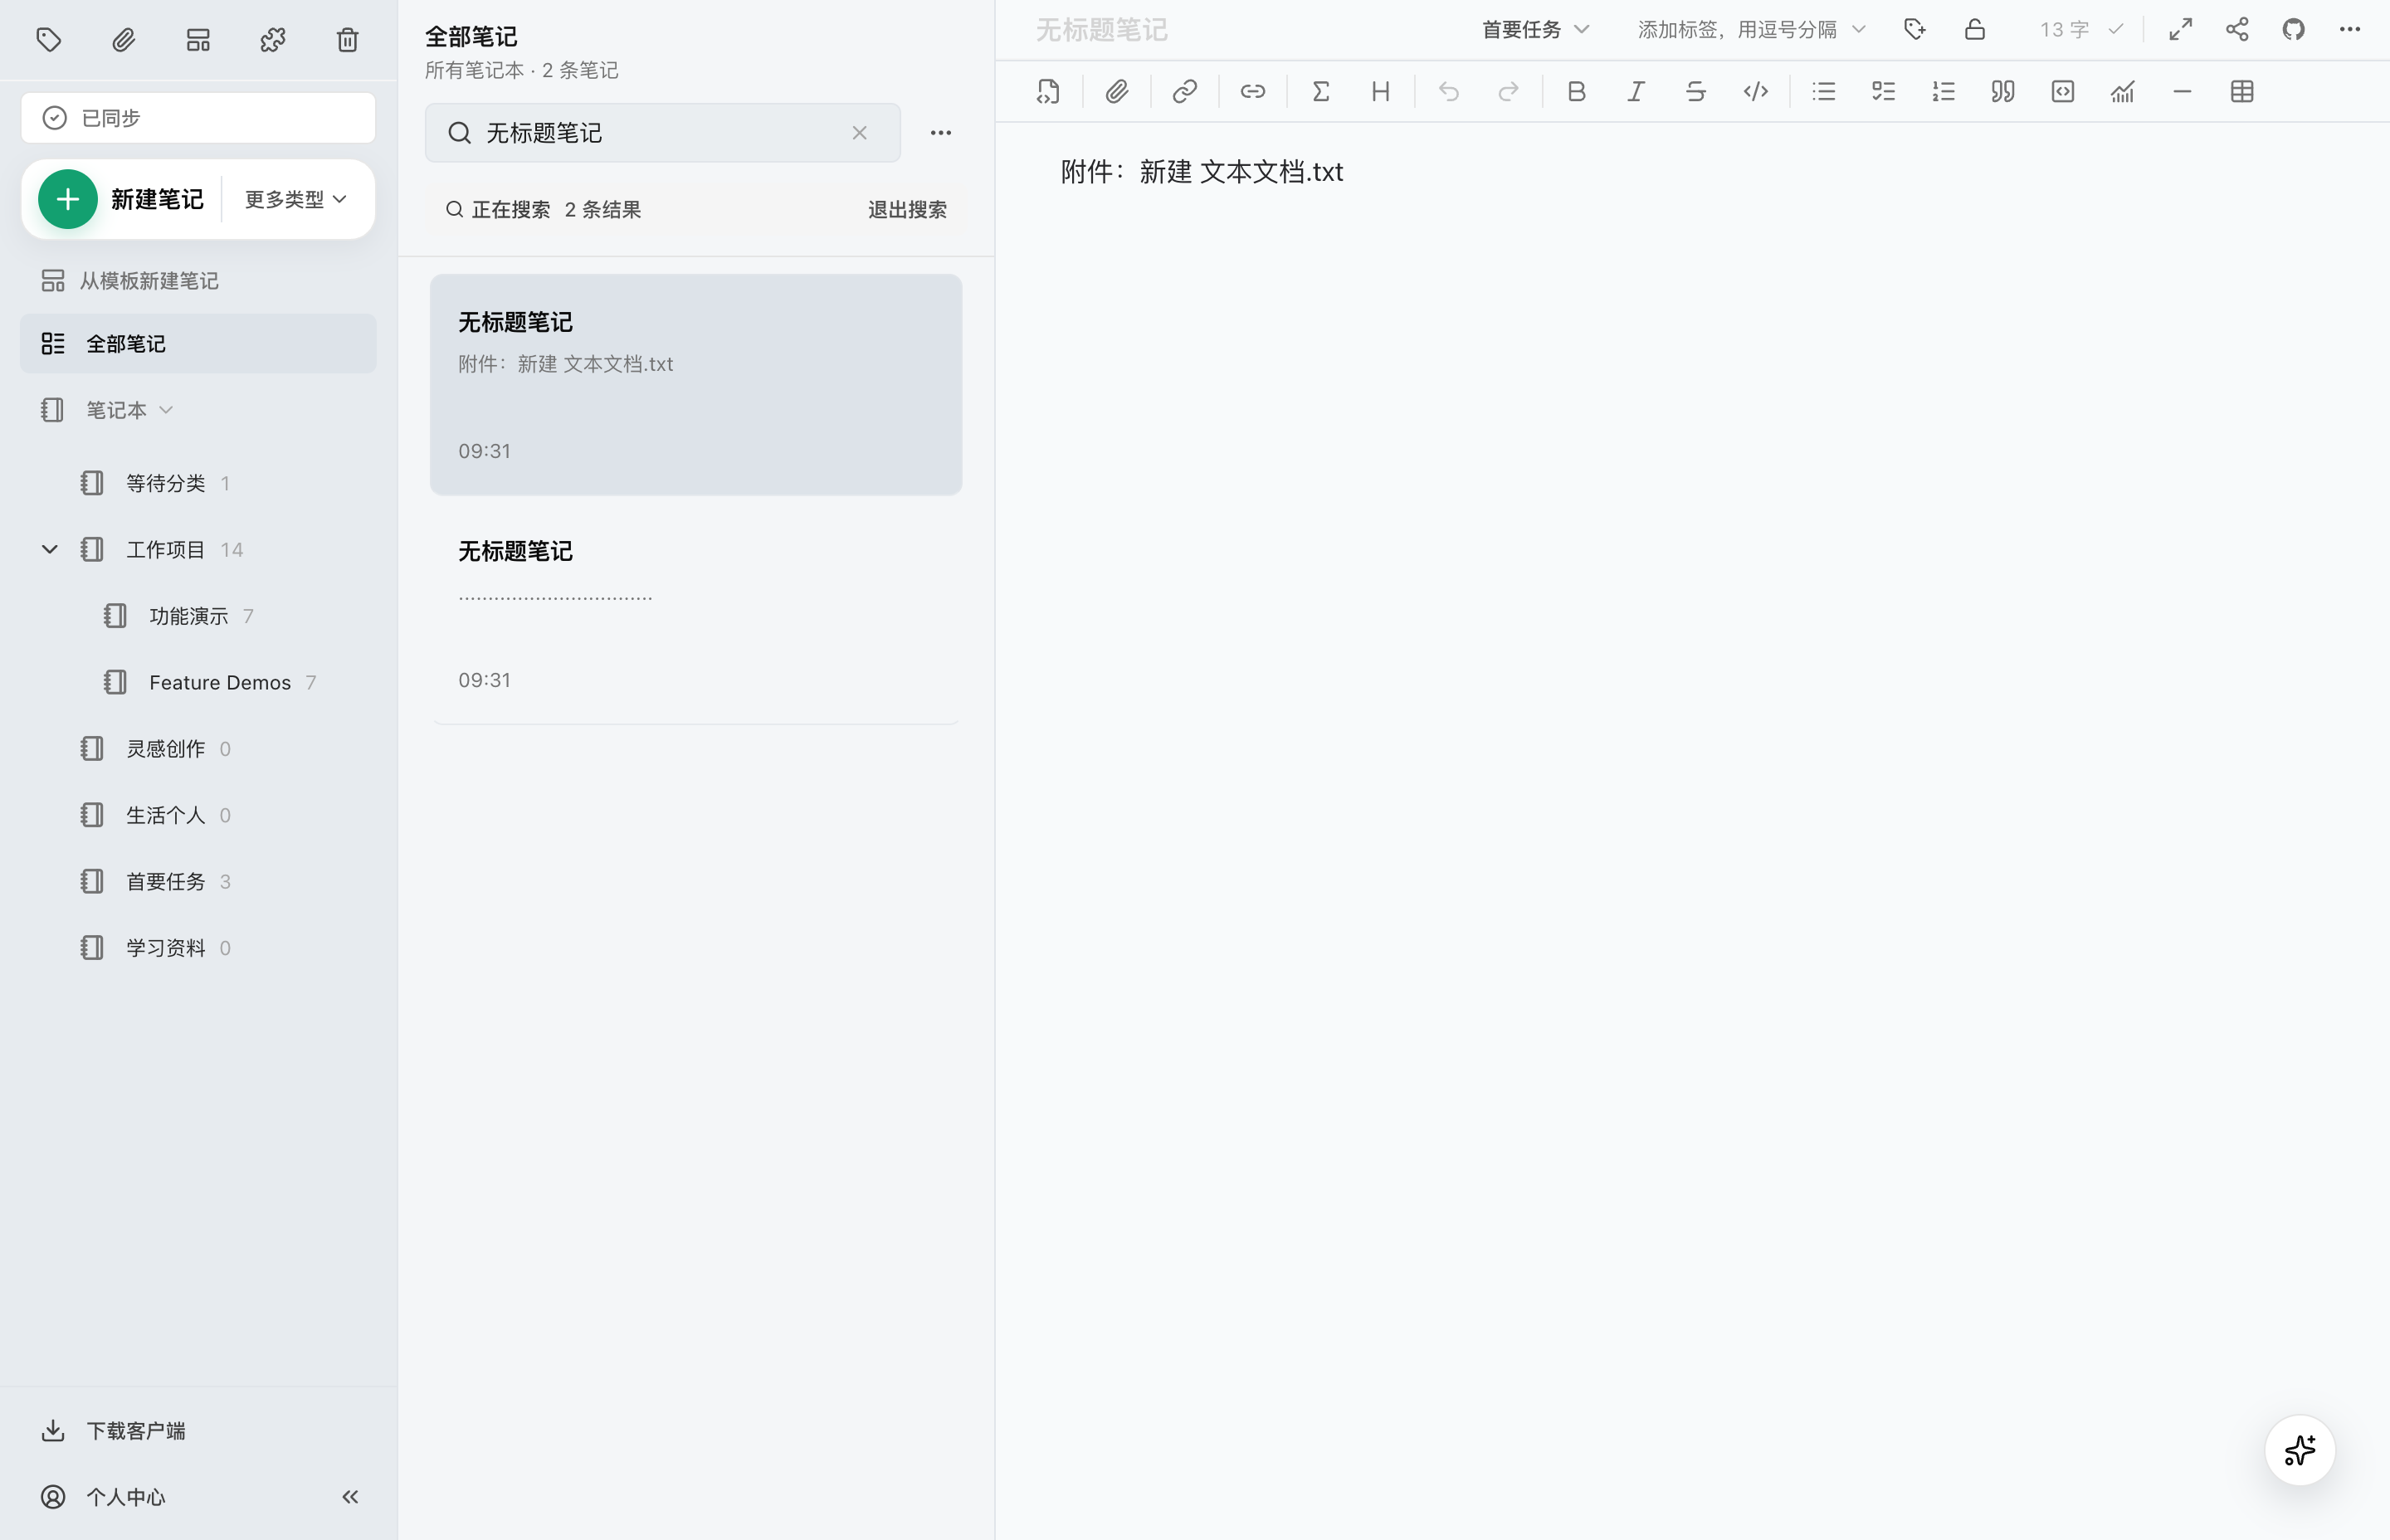 已同步
新建笔记 更多类型
从模板新建笔记
全部笔记
笔记本
等待分类 1
工作项目 14
功能演示 7
Feature Demos 7
灵感创作 0
生活个人 0
首要任务 3
学习资料 0
下载客户端
个人中心
全部笔记
所有笔记本 · 2 条笔记
无标题笔记
正在搜索 2 条结果 退出搜索
无标题笔记
附件：新建 文本文档.txt
09:31
无标题笔记
.................................
09:31
无标题笔记 首要任务 添加标签，用逗号分隔 13 字
附件：新建 文本文档.txt